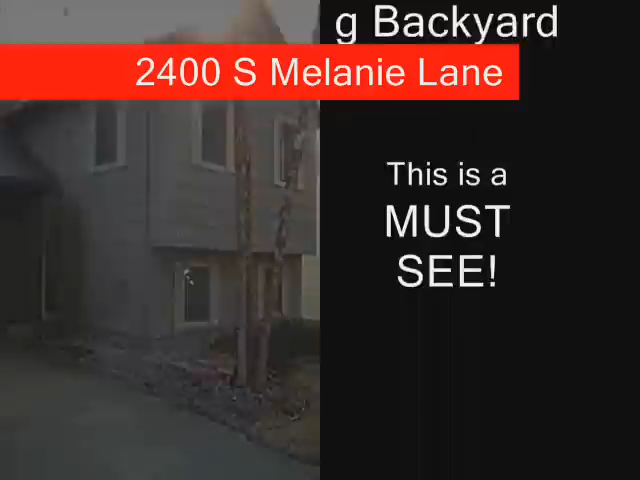 g Backyard
2400 S Melanie Lane
This is a
MUST
SEE!